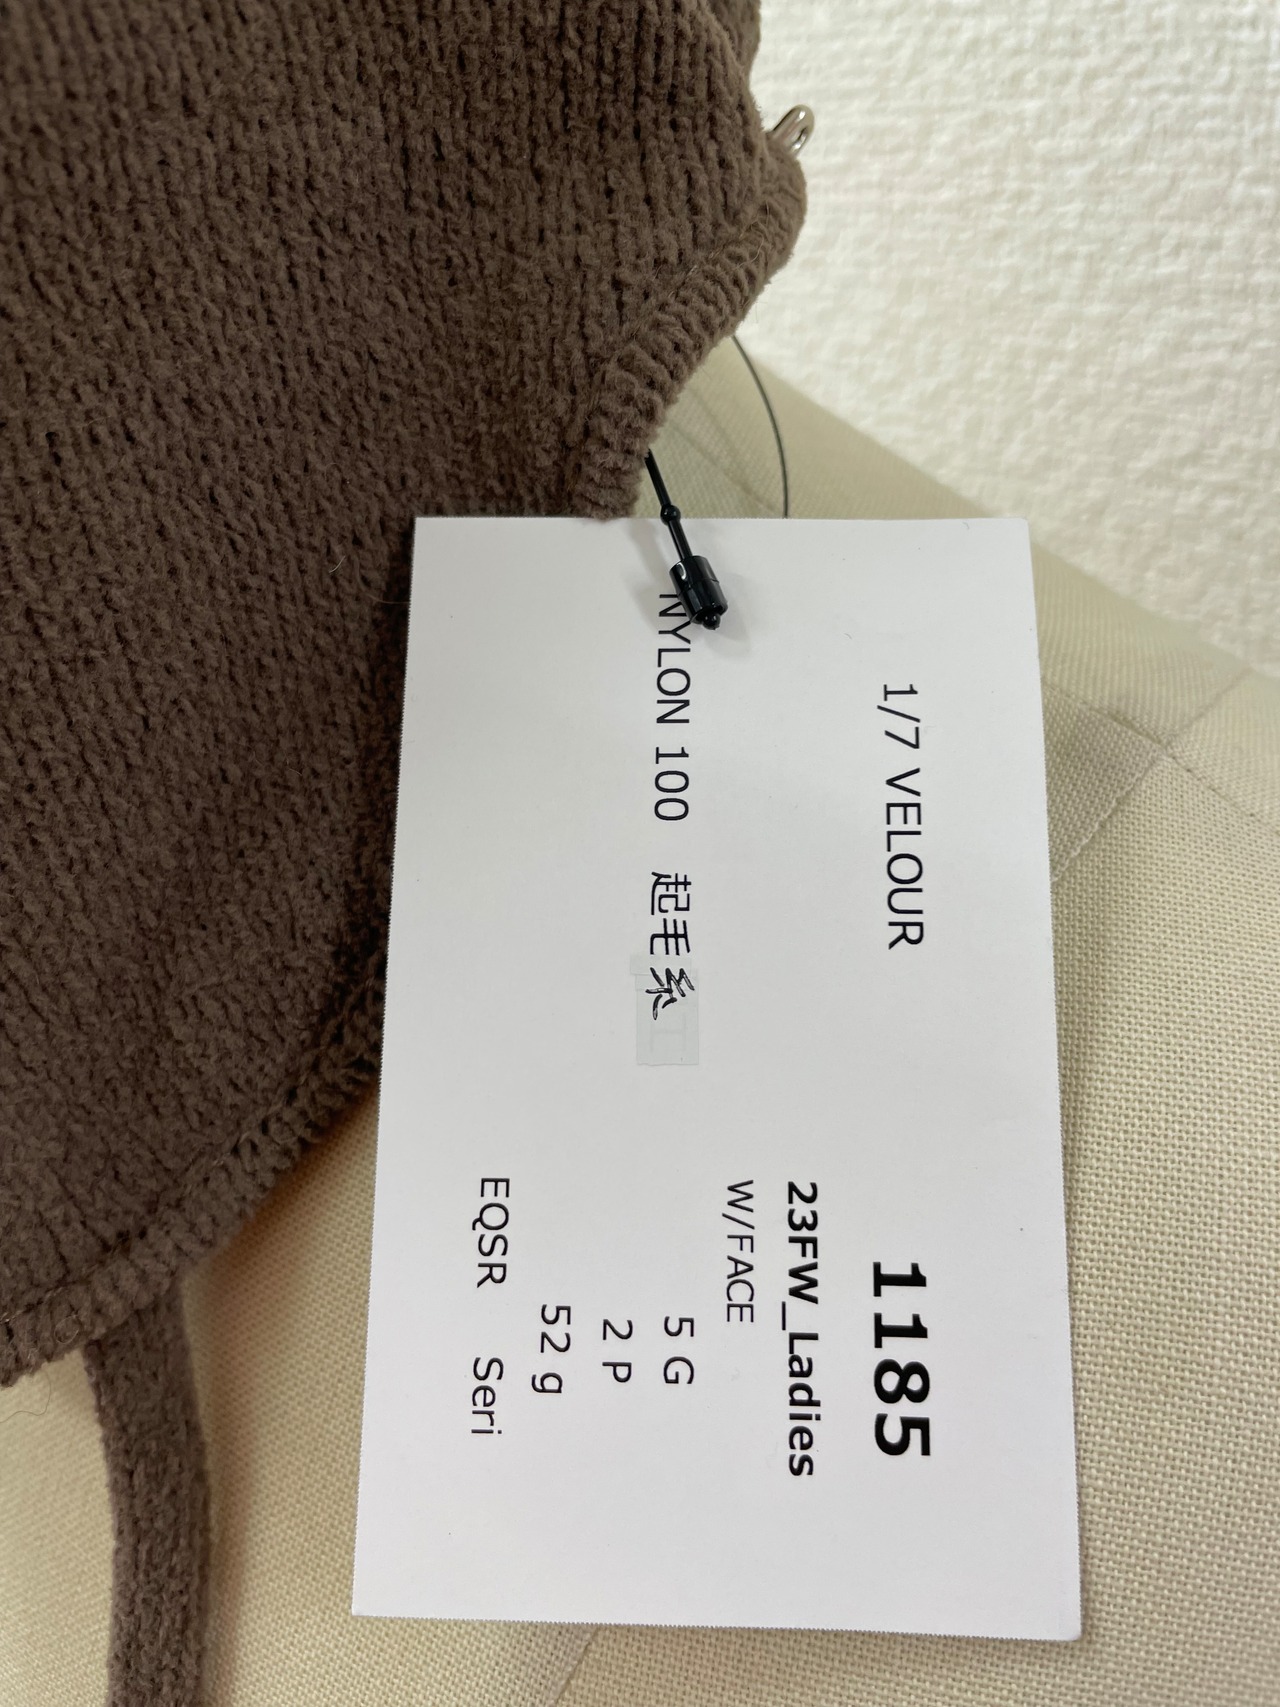 1/7 VELOUR
1185
23FW_Ladies
W/FACE
NYLON 100 起毛糸
5 G
2 P
52 g
EQSR Seri